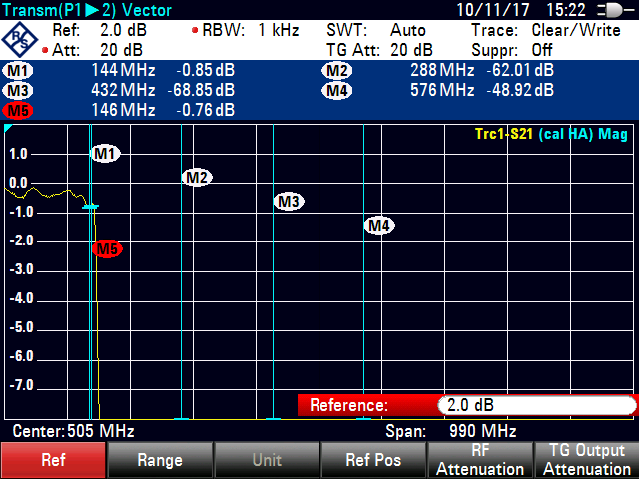 Transm(P1►2) Vector 10/11/17 15:22
Ref: 2.0 dB • RBW: 1 kHz SWT: Auto Trace: Clear/Write
• Att: 20 dB TG Att: 20 dB Suppr: Off
R&S
M1 144 MHz -0.85 dB M2 288 MHz -62.01 dB
M3 432 MHz -68.85 dB M4 576 MHz -48.92 dB
M5 146 MHz -0.76 dB
Trc1-S21 (cal HA) Mag
1.0
0.0
-1.0
-2.0
-3.0
-4.0
-5.0
-6.0
-7.0
M1
M2
M3
M4
M5
Reference: 2.0 dB
Center: 505 MHz Span: 990 MHz
Ref Range Unit Ref Pos RF Attenuation TG Output Attenuation